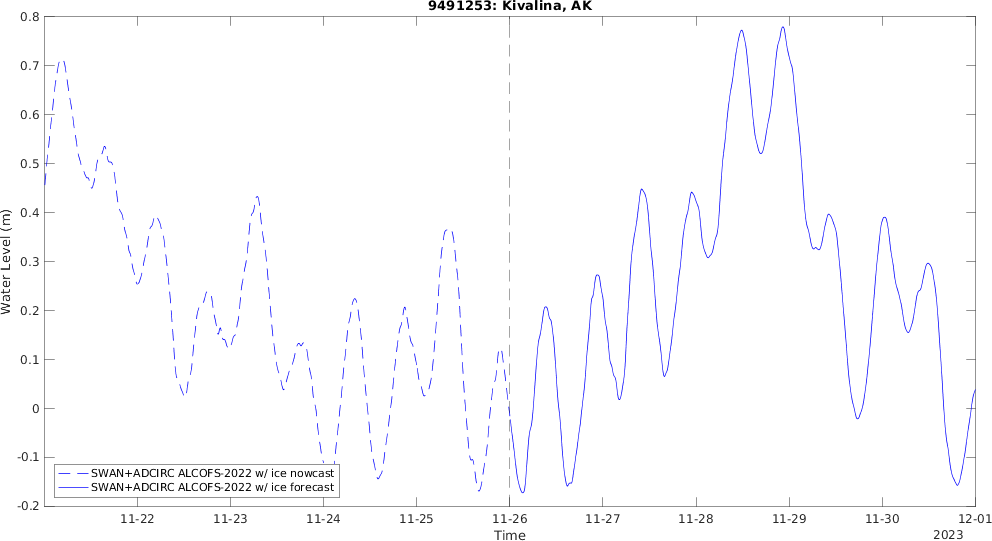 9491253: Kivalina, AK
0.8
0.7
0.6
0.5
0.4
0.3
0.2
0.1
0
-0.1
-0.2
Water Level (m)
SWAN+ADCIRC ALCOFS-2022 w/ ice nowcast
SWAN+ADCIRC ALCOFS-2022 w/ ice forecast
11-22 11-23 11-24 11-25 11-26 11-27 11-28 11-29 11-30 12-01
Time
2023